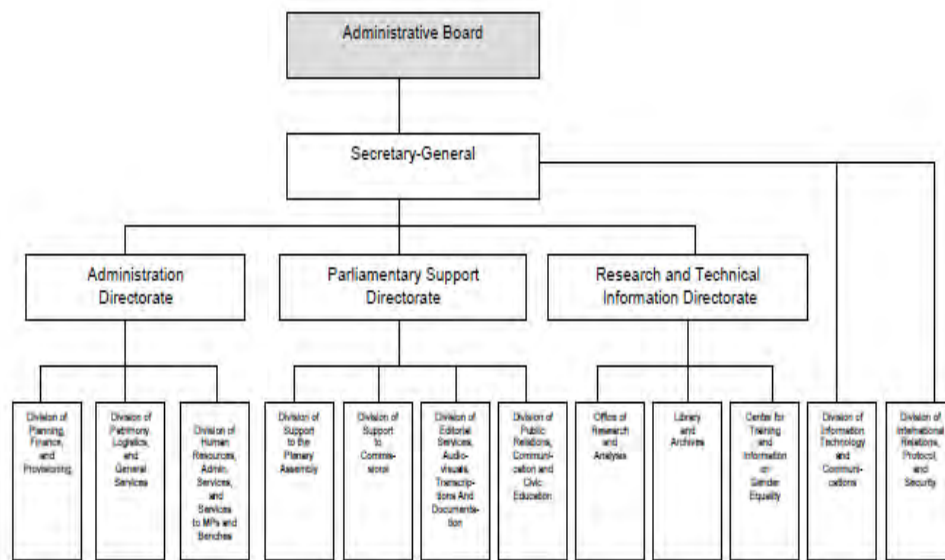 Administrative Board
Secretary-General
Administration
Directorate
Parliamentary Support
Directorate
Research and Technical
Information Directorate
Division of
Planning,
Finance,
and
Provisioning
Division of
Patrimony
Logistics,
and
General
Services
Division of
Human
Resources,
Admin,
Services,
and
Services
to MPs and
Benches
Division of
Support
to the
Plenary
Assembly
Division of
Support
to
Commis-
sional
Division of
Editorial
Services,
Audio-
visuals,
Transcrip-
tions And
Documenta-
tion
Division of
Public
Relations,
Communi-
cation and
Civic
Education
Office of
Research
and
Analysis
Library
and
Archives
Center for
Training
and
Information
on
Gender
Equality
Division of
Information
Technology
and
Communi-
cations
Division of
International
Relations,
Protocol,
and
Security